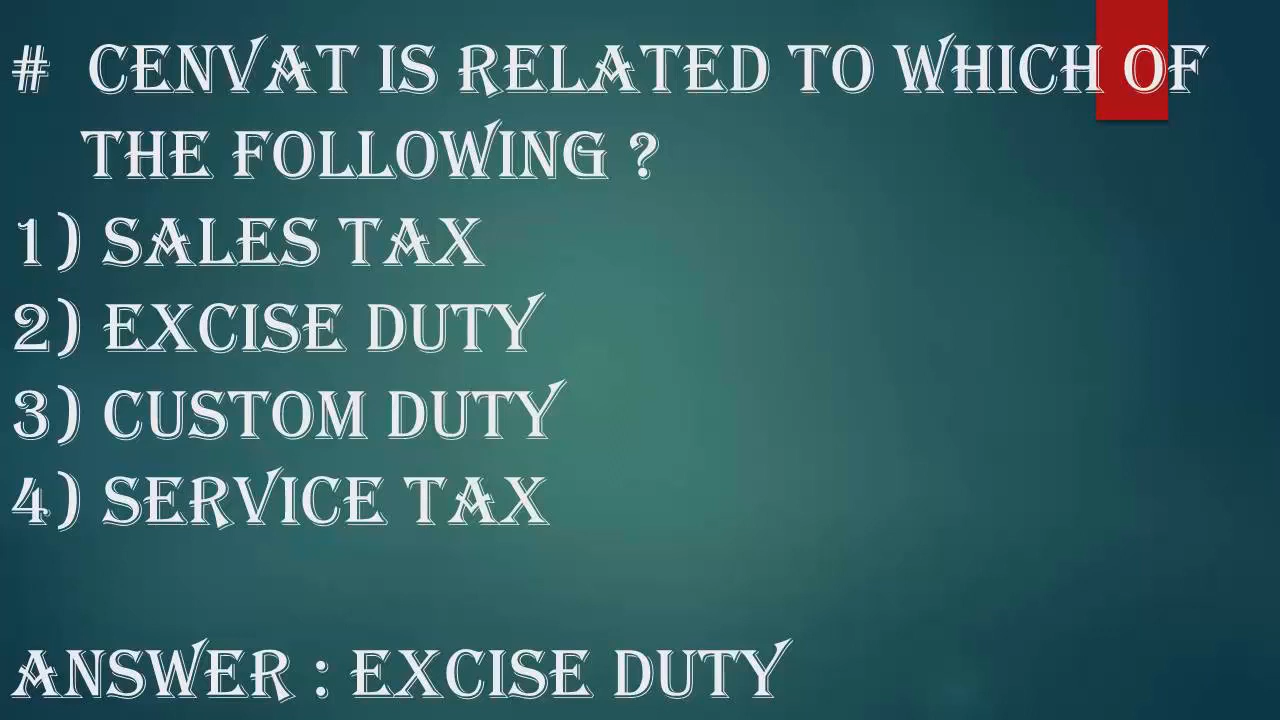 # CENVAT IS RELATED TO WHICH OF
THE FOLLOWING ?
1) SALES TAX
2) EXCISE DUTY
3) CUSTOM DUTY
4) SERVICE TAX
ANSWER : EXCISE DUTY